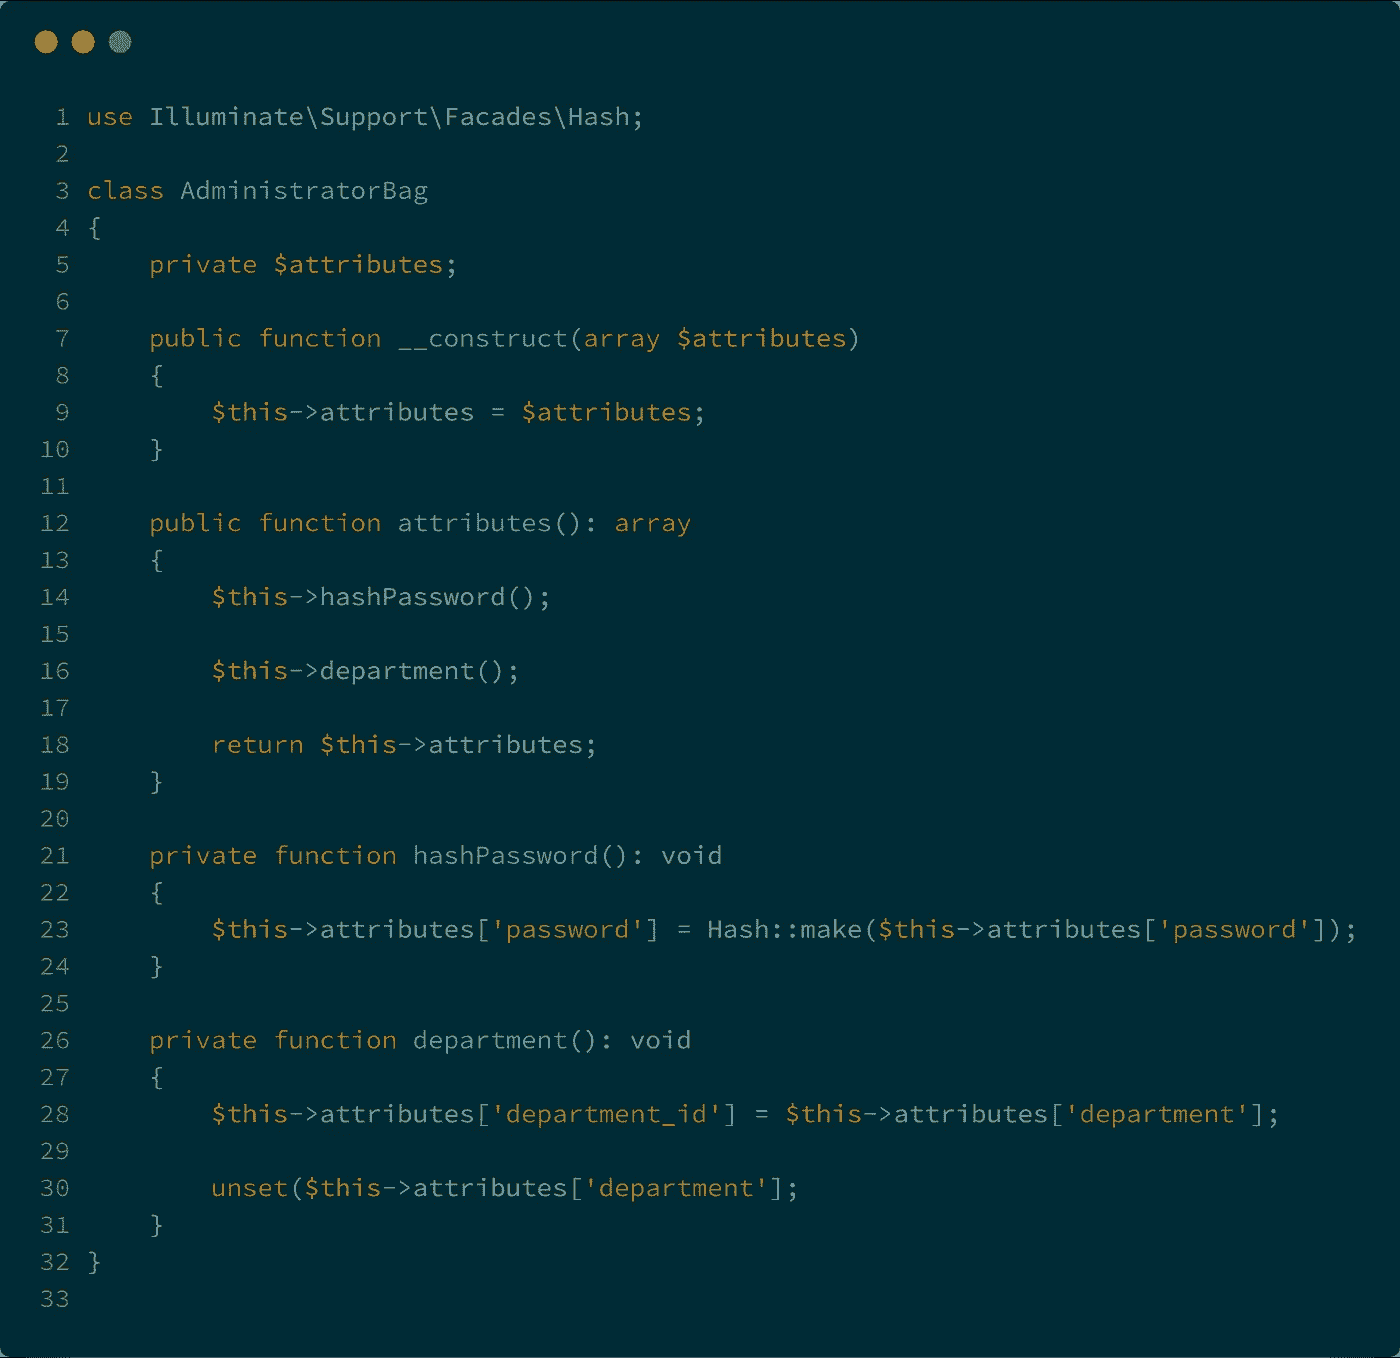 1 use Illuminate\Support\Facades\Hash;
2
3 class AdministratorBag
4 {
5     private $attributes;
6
7     public function __construct(array $attributes)
8     {
9         $this->attributes = $attributes;
10     }
11
12     public function attributes(): array
13     {
14         $this->hashPassword();
15
16         $this->department();
17
18         return $this->attributes;
19     }
20
21     private function hashPassword(): void
22     {
23         $this->attributes['password'] = Hash::make($this->attributes['password']);
24     }
25
26     private function department(): void
27     {
28         $this->attributes['department_id'] = $this->attributes['department'];
29
30         unset($this->attributes['department'];
31     }
32 }
33